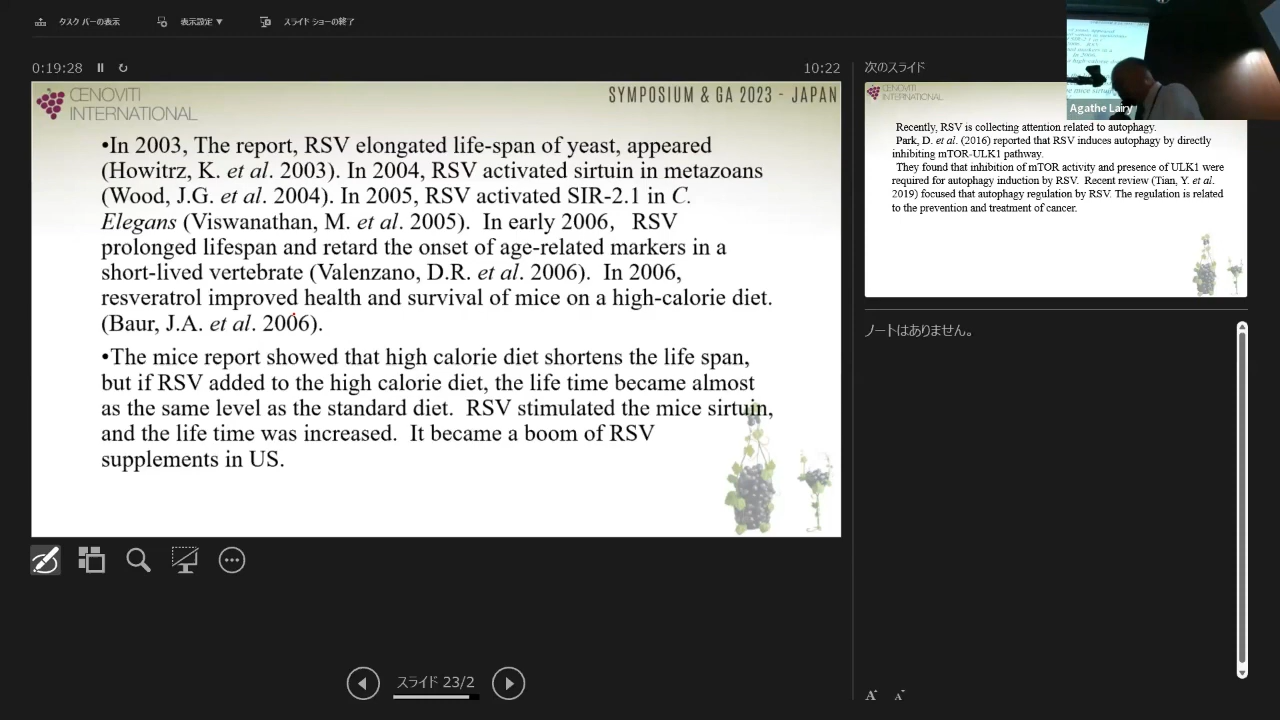 タスク バーの表示
表示設定 ▼
スライド ショーの終了
0:19:28
10:22
CENOVITI
INTERNATIONAL
SYMPOSIUM & GA 2023 - JAPAN
•In 2003, The report, RSV elongated life-span of yeast, appeared
(Howitrz, K. et al. 2003). In 2004, RSV activated sirtuin in metazoans
(Wood, J.G. et al. 2004). In 2005, RSV activated SIR-2.1 in C.
Elegans (Viswanathan, M. et al. 2005).  In early 2006,  RSV
prolonged lifespan and retard the onset of age-related markers in a
short-lived vertebrate (Valenzano, D.R. et al. 2006).  In 2006,
resveratrol improved health and survival of mice on a high-calorie diet.
(Baur, J.A. et al. 2006).
•The mice report showed that high calorie diet shortens the life span,
but if RSV added to the high calorie diet, the life time became almost
as the same level as the standard diet.  RSV stimulated the mice sirtuin,
and the life time was increased.  It became a boom of RSV
supplements in US.
スライド 23/2
次のスライド
Agathe Lairy
CENOVITI
INTERNATIONAL
Recently, RSV is collecting attention related to autophagy.
Park, D. et al. (2016) reported that RSV induces autophagy by directly
inhibiting mTOR-ULK1 pathway.
They found that inhibition of mTOR activity and presence of ULK1 were
required for autophagy induction by RSV.  Recent review (Tian, Y. et al.
2019) focused that autophagy regulation by RSV. The regulation is related
to the prevention and treatment of cancer.
ノートはありません。
A A